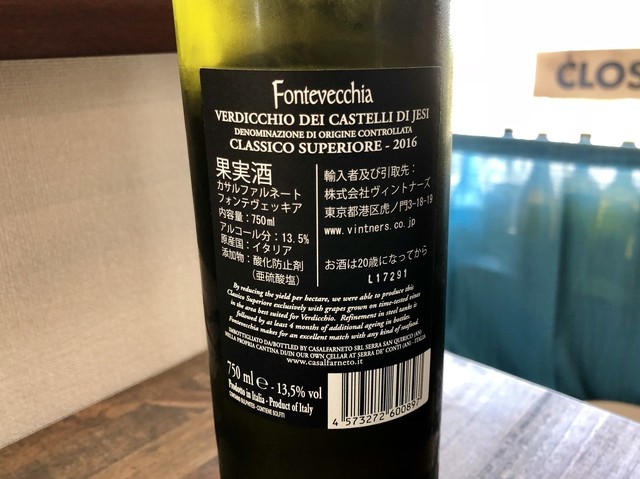 Fontevecchia
VERDICCHIO DEI CASTELLI DI JESI
DENOMINAZIONE DI ORIGINE CONTROLLATA
CLASSICO SUPERIORE - 2016
果実酒
カサルファルネート
フォンテヴェッキア
内容量：750ml
アルコール分：13.5%
原産国：イタリア
添加物：酸化防止剤
（亜硫酸塩）
輸入者及び引取先：
株式会社ヴィントナーズ
東京都港区虎ノ門3-18-19
www.vintners.co.jp
お酒は20歳になってから
L17291
By reducing the yield per hectare, we were able to produce this
Classico Superiore exclusively with grapes grown on time-tested vines
in the area best suited for Verdicchio. Refinement in steel tanks is
followed by at least 4 months of additional ageing in bottles.
Fontevecchia makes for an excellent match with any kind of seafood.
IMBOTTIGLIATO DA/BOTTLED BY CASALFARNETO SRL SERRA SAN QUIRICO (AN)
NELLA PROPRIA CANTINA DI/IN OUR OWN CELLAR AT SERRA DE' CONTI (AN) - ITALIA
www.casalfarneto.it
750 ml e - 13,5% vol
Prodotto in Italia - Product of Italy
CONTAINS SULPHITES - CONTIENE SOLFITI
4 573272 600897
CLOS